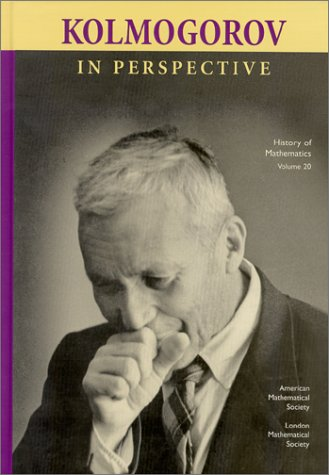 KOLMOGOROV
IN PERSPECTIVE
History of
Mathematics
Volume 20
American
Mathematical
Society
London
Mathematical
Society